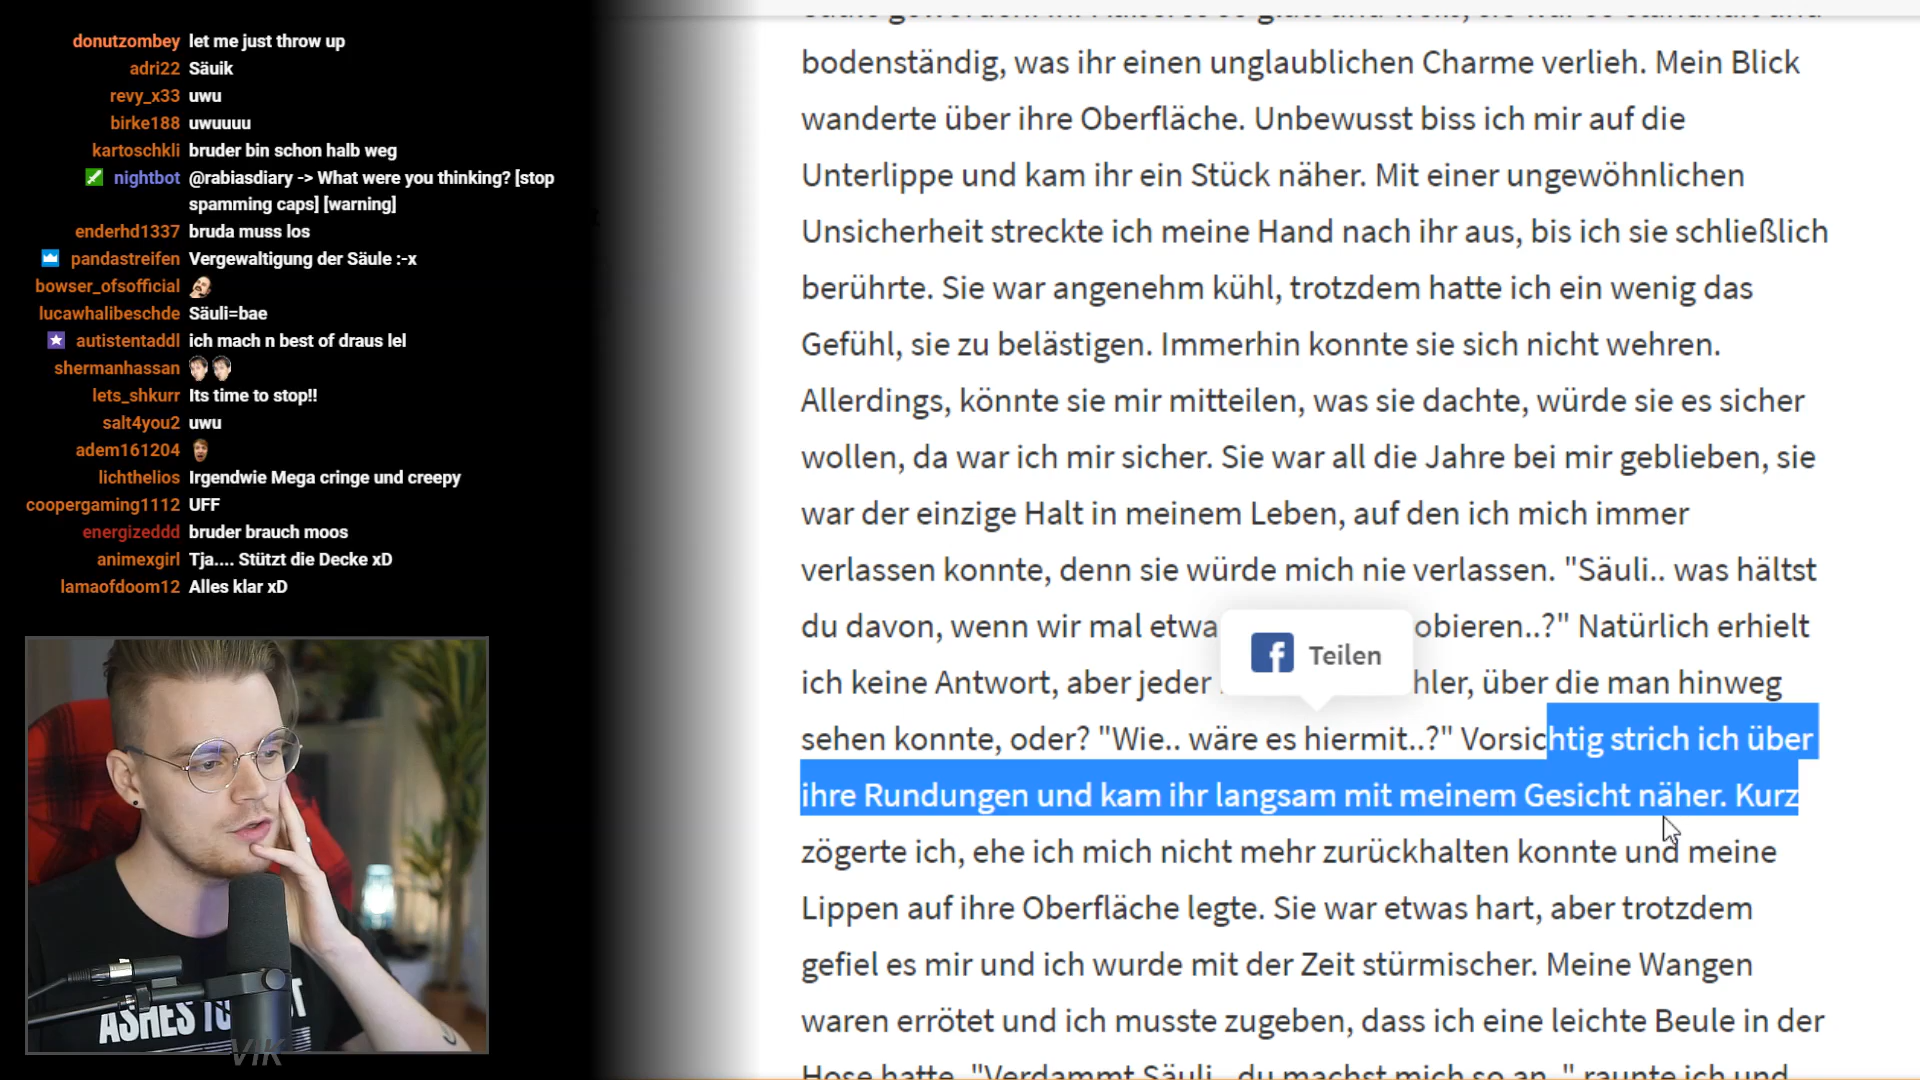 donutzombey let me just throw up
adri22 Säuik
revy_x33 uwu
birke188 uwuuuu
kartoschkli bruder bin schon halb weg
nightbot @rabiasdiary -> What were you thinking? [stop
spamming caps] [warning]
enderhd1337 bruda muss los
pandastreifen Vergewaltigung der Säule :-x
bowser_ofsofficial
lucawhalibeschde Säuli=bae
autistentaddl ich mach n best of draus lel
shermanhassan
lets_shkurr Its time to stop!!
salt4you2 uwu
adem161204
lichthelios Irgendwie Mega cringe und creepy
coopergaming1112 UFF
energizeddd bruder brauch moos
animexgirl Tja.... Stützt die Decke xD
lamaofdoom12 Alles klar xD
ASHES TO
VIK
bodenständig, was ihr einen unglaublichen Charme verlieh. Mein Blick
wanderte über ihre Oberfläche. Unbewusst biss ich mir auf die
Unterlippe und kam ihr ein Stück näher. Mit einer ungewöhnlichen
Unsicherheit streckte ich meine Hand nach ihr aus, bis ich sie schließlich
berührte. Sie war angenehm kühl, trotzdem hatte ich ein wenig das
Gefühl, sie zu belästigen. Immerhin konnte sie sich nicht wehren.
Allerdings, könnte sie mir mitteilen, was sie dachte, würde sie es sicher
wollen, da war ich mir sicher. Sie war all die Jahre bei mir geblieben, sie
war der einzige Halt in meinem Leben, auf den ich mich immer
verlassen konnte, denn sie würde mich nie verlassen. "Säuli.. was hältst
du davon, wenn wir mal etwa obieren..?" Natürlich erhielt
Teilen
ich keine Antwort, aber jeder hler, über die man hinweg
sehen konnte, oder? "Wie.. wäre es hiermit..?" Vorsichtig strich ich über
ihre Rundungen und kam ihr langsam mit meinem Gesicht näher. Kurz
zögerte ich, ehe ich mich nicht mehr zurückhalten konnte und meine
Lippen auf ihre Oberfläche legte. Sie war etwas hart, aber trotzdem
gefiel es mir und ich wurde mit der Zeit stürmischer. Meine Wangen
waren errötet und ich musste zugeben, dass ich eine leichte Beule in der
Hose hatte. "Verdammt Säuli.. du machst mich so an.." raunte ich und